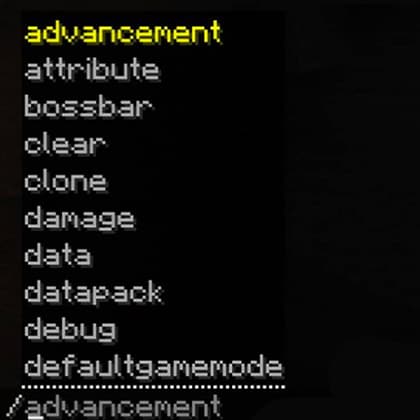 advancement
attribute
bossbar
clear
clone
damage
data
datapack
debug
defaultgamemode
/advancement